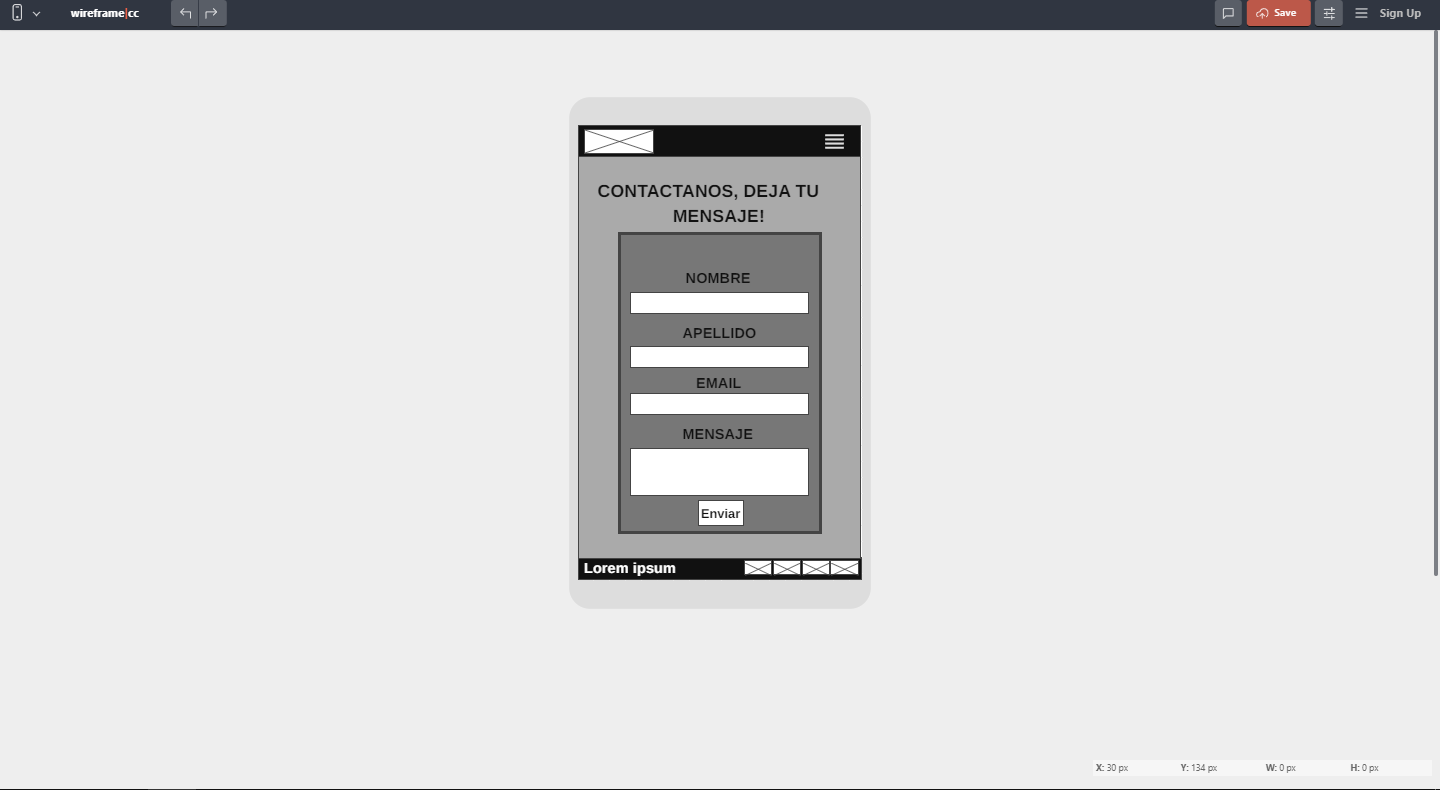 wireframe|cc
Save
Sign Up
CONTACTANOS, DEJA TU
MENSAJE!
NOMBRE
APELLIDO
EMAIL
MENSAJE
Enviar
Lorem ipsum
X: 30 px Y: 134 px W: 0 px H: 0 px